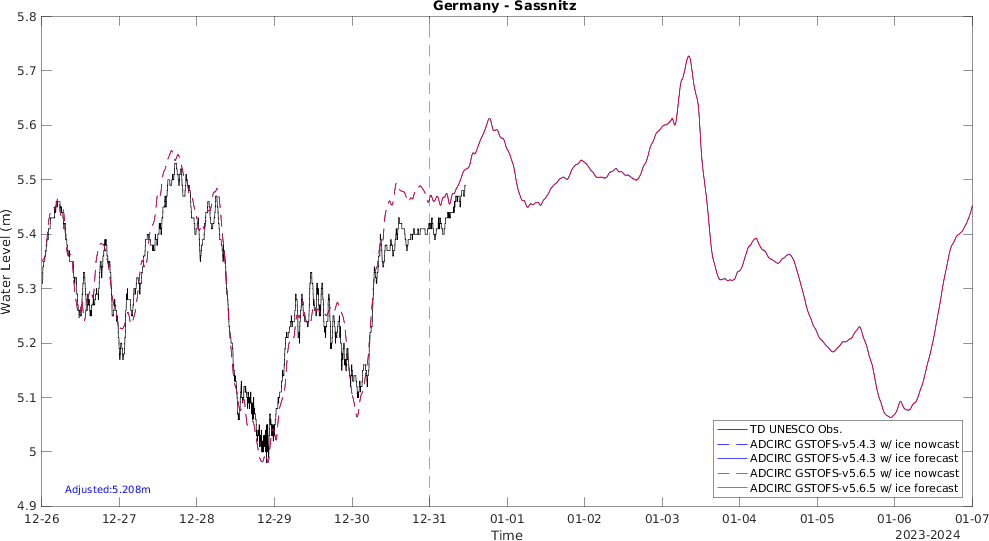 Germany - Sassnitz
5.8
5.7
5.6
5.5
5.4
5.3
5.2
5.1
5
4.9
Water Level (m)
Adjusted:5.208m
TD UNESCO Obs.
ADCIRC GSTOFS-v5.4.3 w/ ice nowcast
ADCIRC GSTOFS-v5.4.3 w/ ice forecast
ADCIRC GSTOFS-v5.6.5 w/ ice nowcast
ADCIRC GSTOFS-v5.6.5 w/ ice forecast
12-26 12-27 12-28 12-29 12-30 12-31 01-01 01-02 01-03 01-04 01-05 01-06 01-07
Time
2023-2024